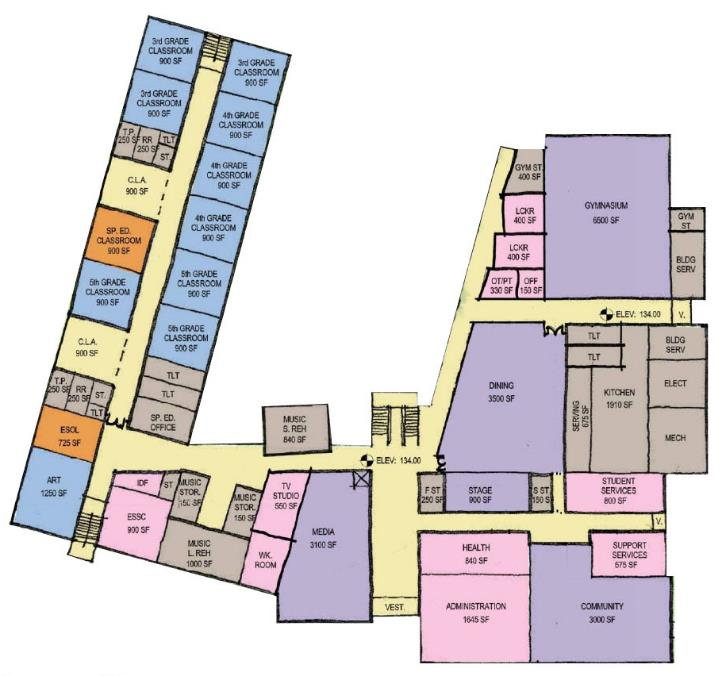 3rd GRADE
CLASSROOM
900 SF
3rd GRADE
CLASSROOM
900 SF
3rd GRADE
CLASSROOM
900 SF
4th GRADE
CLASSROOM
900 SF
T.P.
250 SF
RR
250 SF
TLT
ST.
C.L.A.
900 SF
4th GRADE
CLASSROOM
900 SF
SP. ED.
CLASSROOM
900 SF
4th GRADE
CLASSROOM
900 SF
5th GRADE
CLASSROOM
900 SF
5th GRADE
CLASSROOM
900 SF
C.L.A.
900 SF
5th GRADE
CLASSROOM
900 SF
T.P.
250 SF
RR
250 SF
ST.
TLT
TLT
TLT
SP. ED.
OFFICE
ESOL
725 SF
ART
1250 SF
GYM ST.
400 SF
LCKR
400 SF
LCKR
400 SF
OT/PT
330 SF
OFF
150 SF
GYMNASIUM
6500 SF
GYM
ST
BLDG
SERV
ELEV: 134.00
V.
DINING
3500 SF
TLT
TLT
SERVING
675 SF
KITCHEN
1910 SF
BLDG
SERV
ELECT
MECH
MUSIC
S. REH
840 SF
ELEV: 134.00
IDF
ST
MUSIC
STOR.
150 SF
ESSC
900 SF
MUSIC
L. REH
1000 SF
MUSIC
STOR.
150 SF
TV
STUDIO
550 SF
WK.
ROOM
MEDIA
3100 SF
F ST
250 SF
STAGE
900 SF
S ST
150 SF
STUDENT
SERVICES
800 SF
V.
HEALTH
840 SF
SUPPORT
SERVICES
575 SF
VEST.
ADMINISTRATION
1645 SF
COMMUNITY
3000 SF